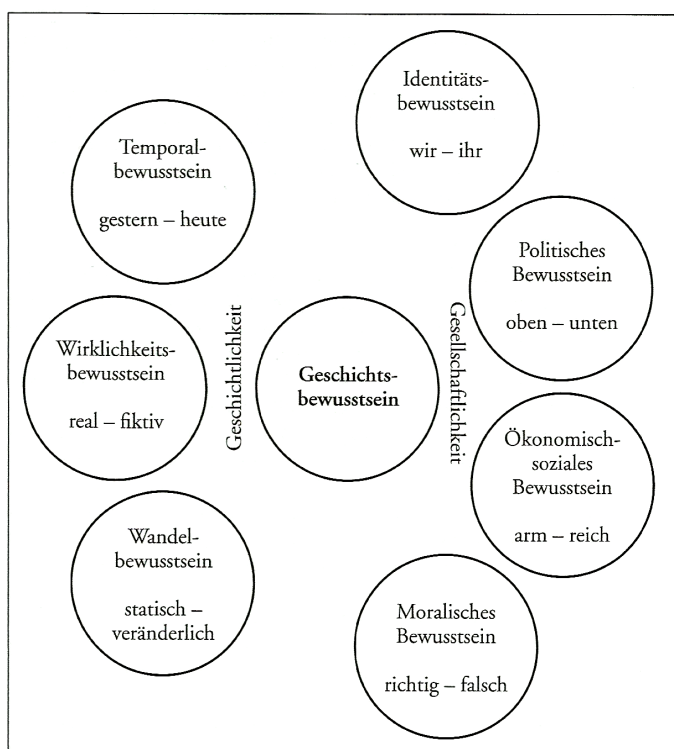 Identitäts-
bewusstsein
wir – ihr
Temporal-
bewusstsein
gestern – heute
Politisches
Bewusstsein
oben – unten
Wirklichkeits-
bewusstsein
real – fiktiv
Geschichtlichkeit
Geschichts-
bewusstsein
Gesellschaftlichkeit
Ökonomisch-
soziales
Bewusstsein
arm – reich
Wandel-
bewusstsein
statisch –
veränderlich
Moralisches
Bewusstsein
richtig – falsch